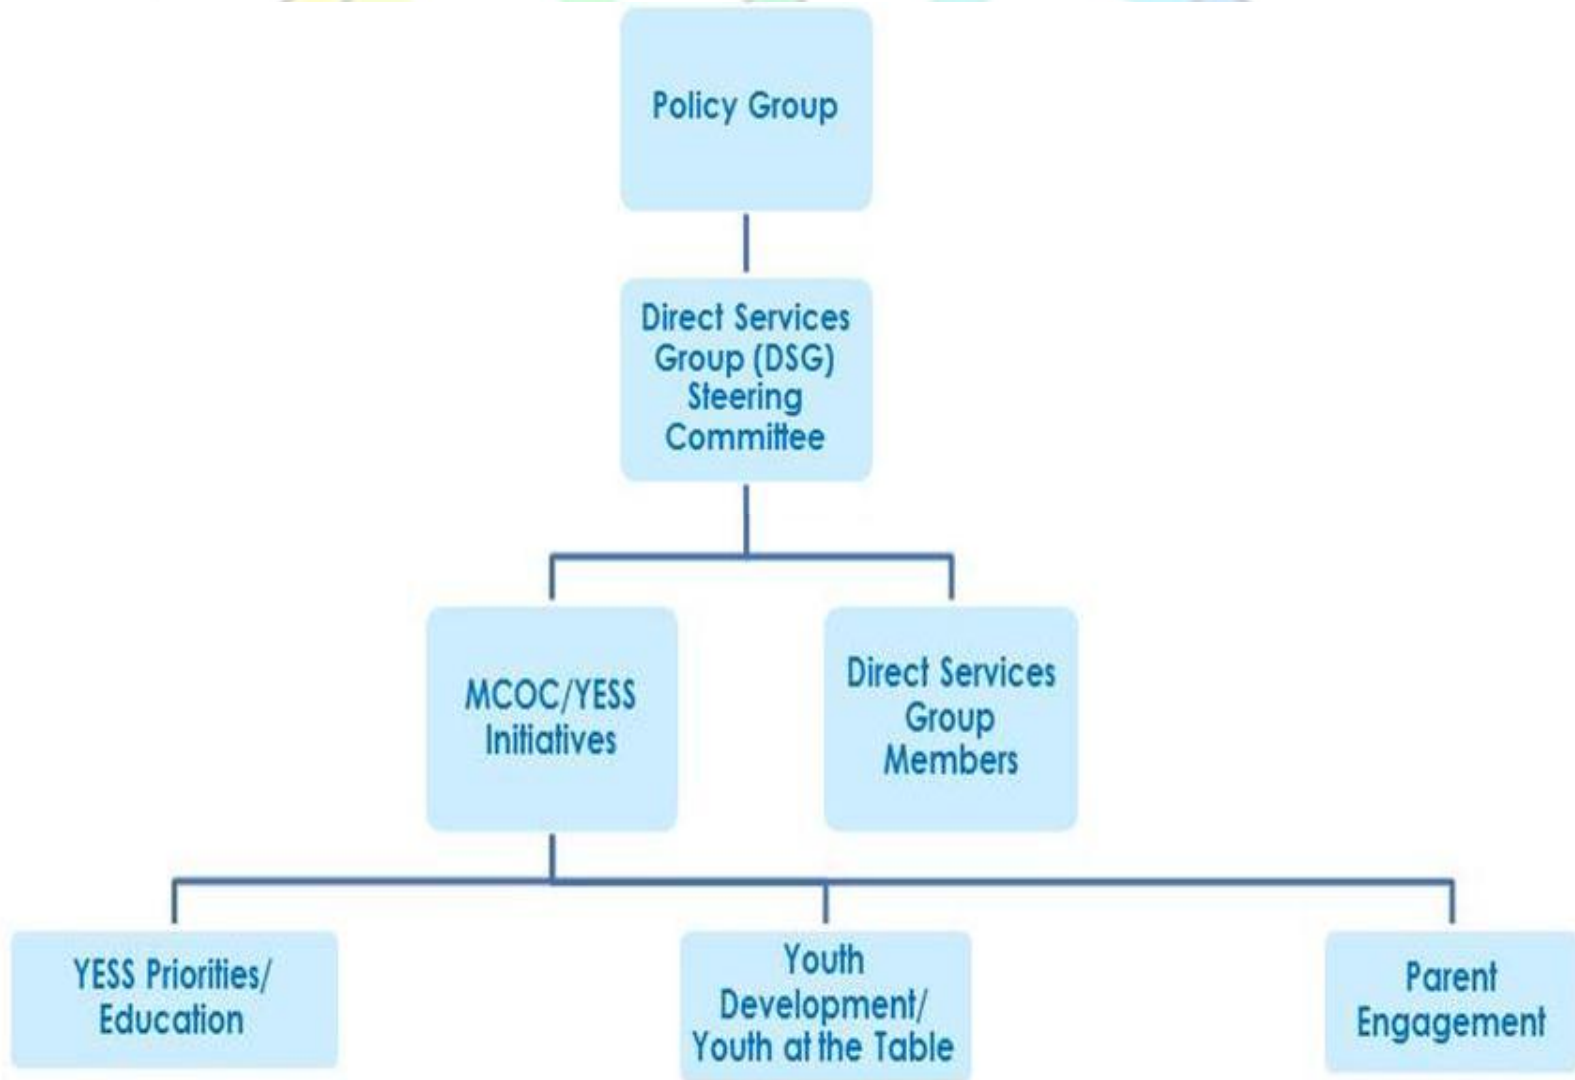 Policy Group
Direct Services
Group (DSG)
Steering
Committee
MCOC/YESS
Initiatives
Direct Services
Group
Members
YESS Priorities/
Education
Youth
Development/
Youth at the Table
Parent
Engagement